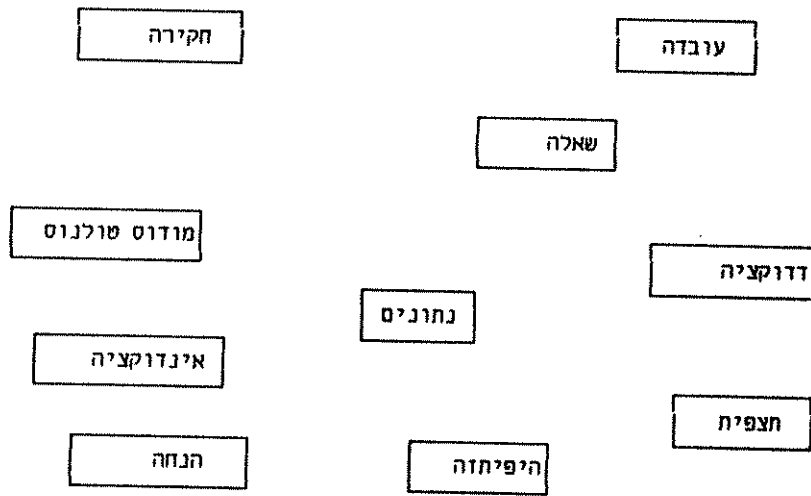 חקירה
עובדה
שאלה
מודוס טולנוס
דדוקציה
נתונים
אינדוקציה
תצפית
הנחה
היפיתזה